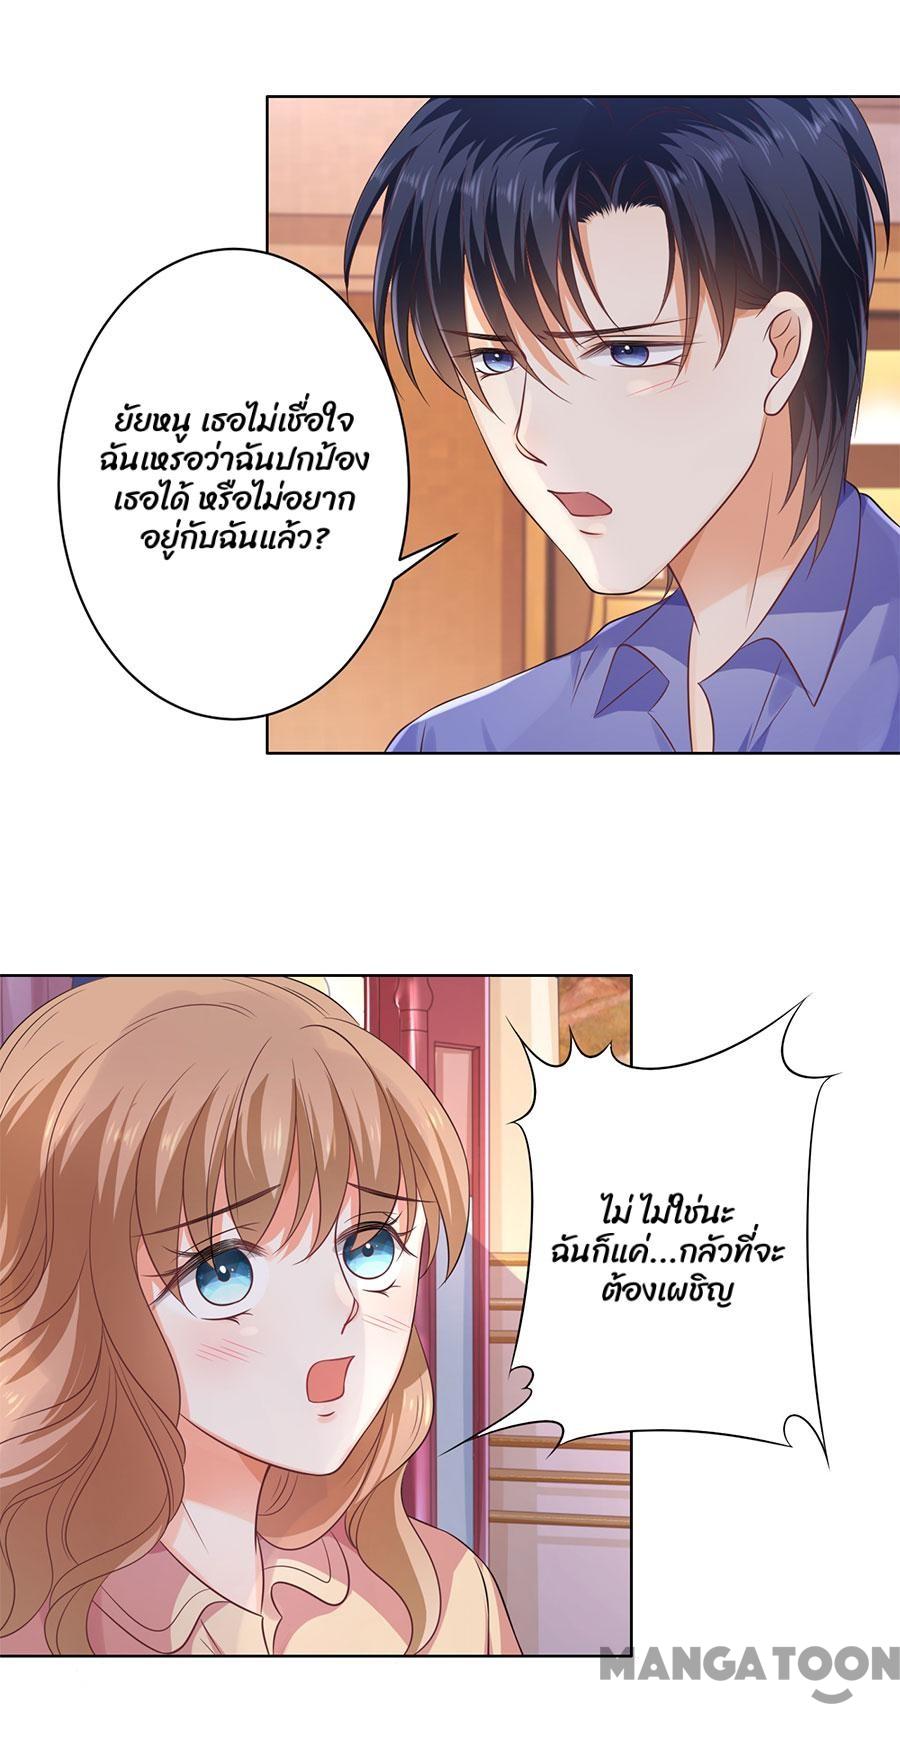 ยัยหนู เธอไม่เชื่อใจ
ฉันเหรอว่าฉันปกป้อง
เธอได้ หรือไม่อยาก
อยู่กับฉันแล้ว?
ไม่ ไม่ใช่นะ
ฉันก็แค่...กลัวที่จะ
ต้องเผชิญ
MANGATOON